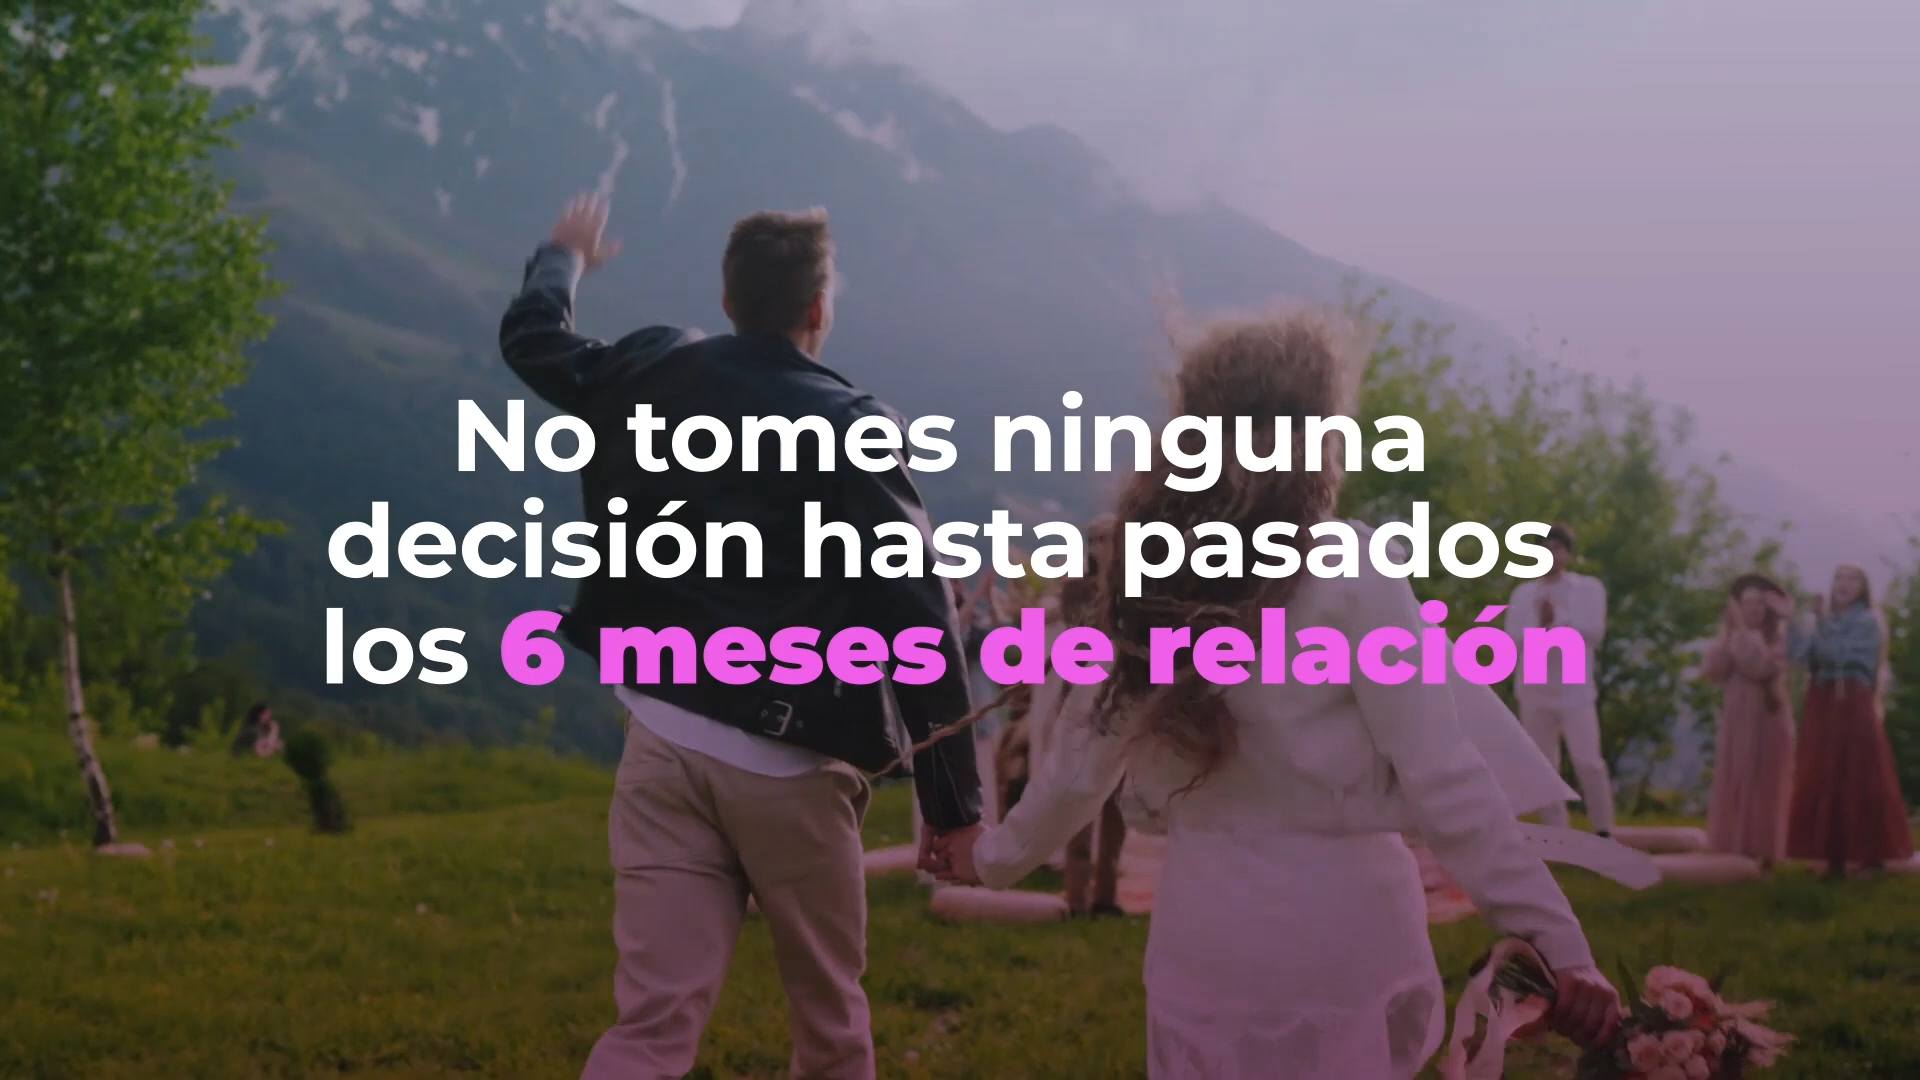 No tomes ninguna
decisión hasta pasados
los 6 meses de relación